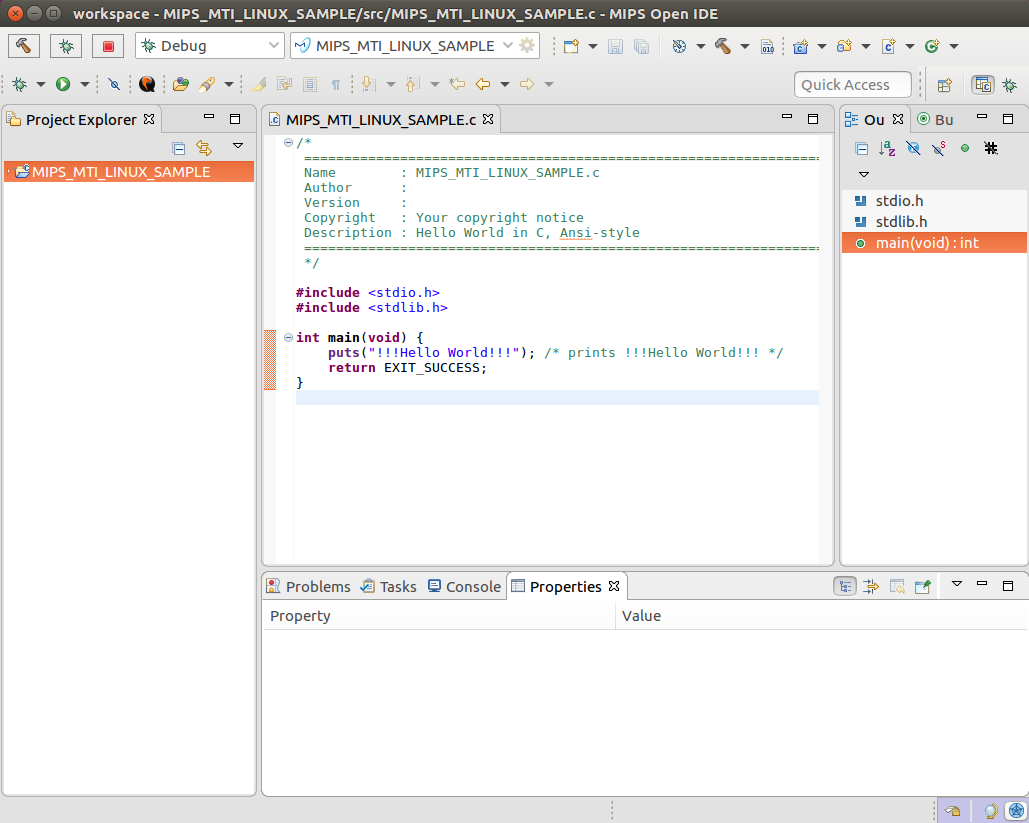 workspace - MIPS_MTI_LINUX_SAMPLE/src/MIPS_MTI_LINUX_SAMPLE.c - MIPS Open IDE
Debug MIPS_MTI_LINUX_SAMPLE 010
Quick Access
Project Explorer
MIPS_MTI_LINUX_SAMPLE
MIPS_MTI_LINUX_SAMPLE.c
/*
============================================================================
Name        : MIPS_MTI_LINUX_SAMPLE.c
Author      :
Version     :
Copyright   : Your copyright notice
Description : Hello World in C, Ansi-style
============================================================================
*/
#include <stdio.h>
#include <stdlib.h>
int main(void) {
    puts("!!!Hello World!!!"); /* prints !!!Hello World!!! */
    return EXIT_SUCCESS;
}
Ou Bu
stdio.h
stdlib.h
main(void) : int
Problems Tasks Console Properties
Property Value